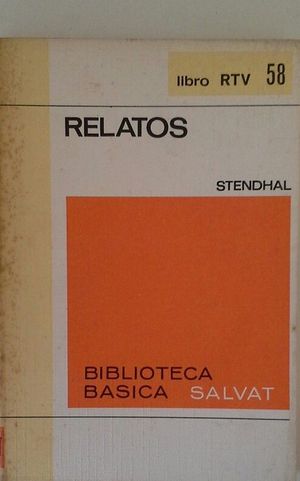 libro RTV 58
RELATOS
STENDHAL
BIBLIOTECA
BASICA SALVAT